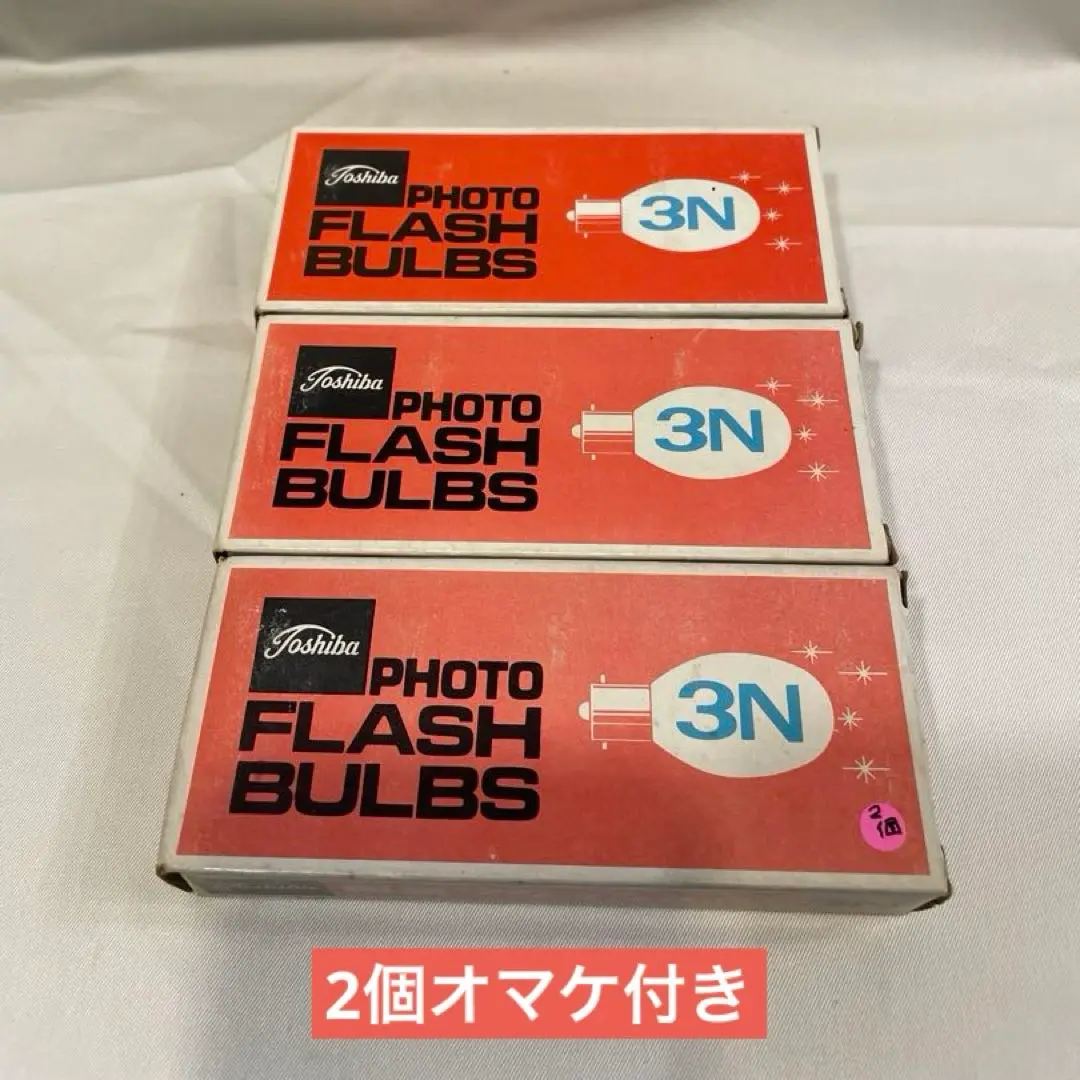 Toshiba
PHOTO
FLASH
BULBS
3N
Toshiba
PHOTO
FLASH
BULBS
3N
Toshiba
PHOTO
FLASH
BULBS
3N
2
個
2個オマケ付き